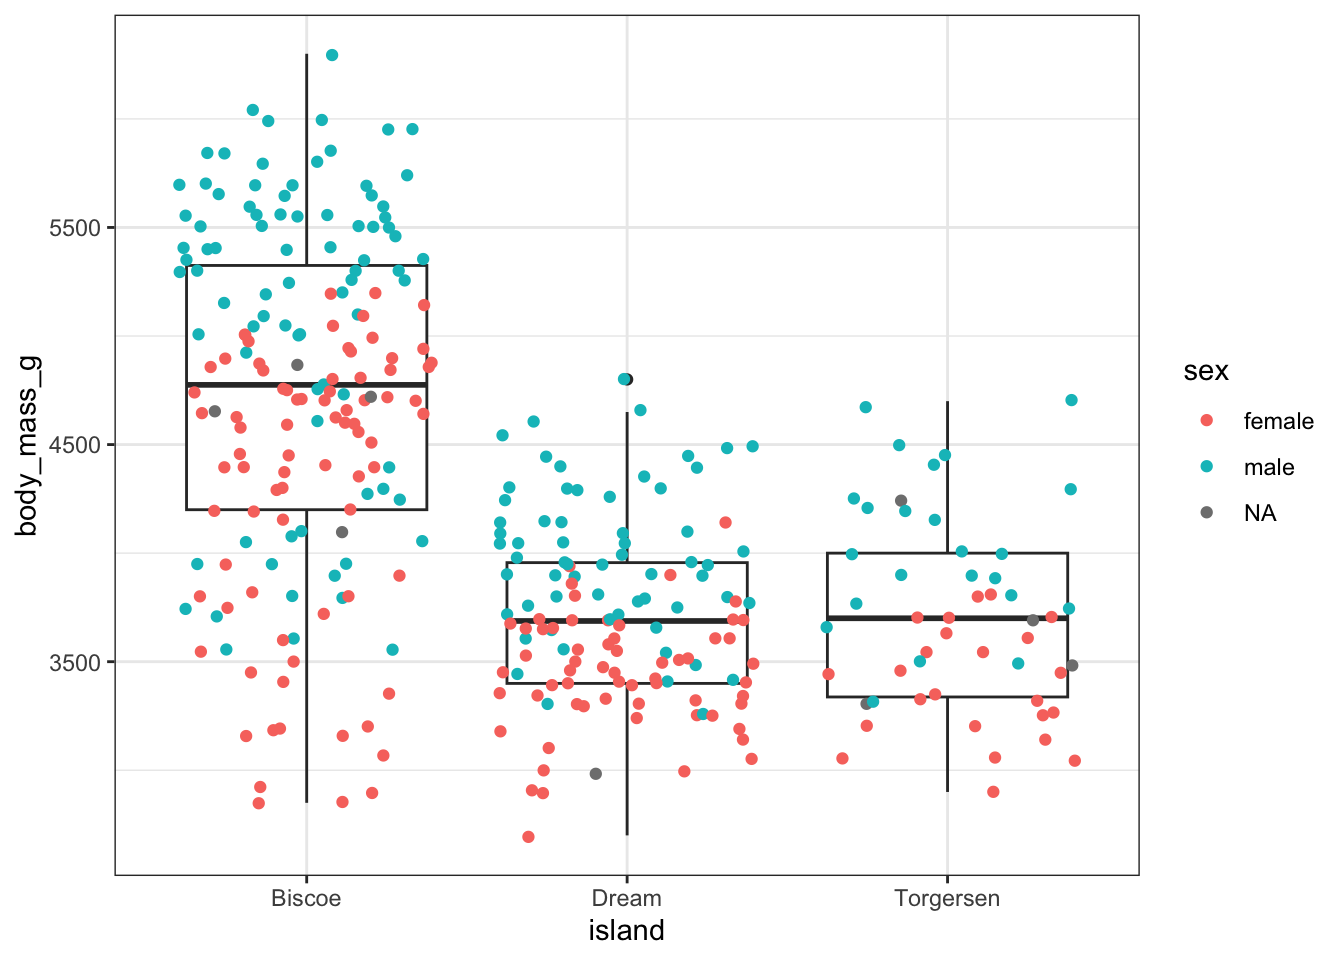 body_mass_g
5500
4500
3500
Biscoe
Dream
Torgersen
island
sex
female
male
NA